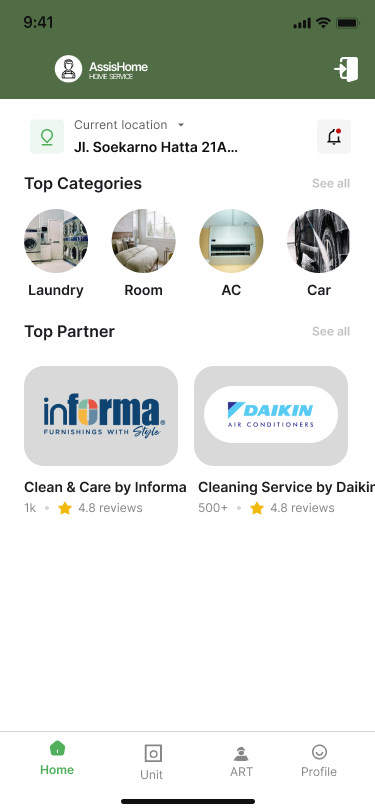 9:41
AssisHome
HOME SERVICE
Current location
Jl. Soekarno Hatta 21A...
Top Categories
See all
Laundry
Room
AC
Car
Top Partner
See all
informa®
FURNISHINGS WITH Style
DAIKIN
AIR CONDITIONERS
Clean & Care by Informa
Cleaning Service by Daikin
1k • 4.8 reviews
500+ • 4.8 reviews
Home
Unit
ART
Profile